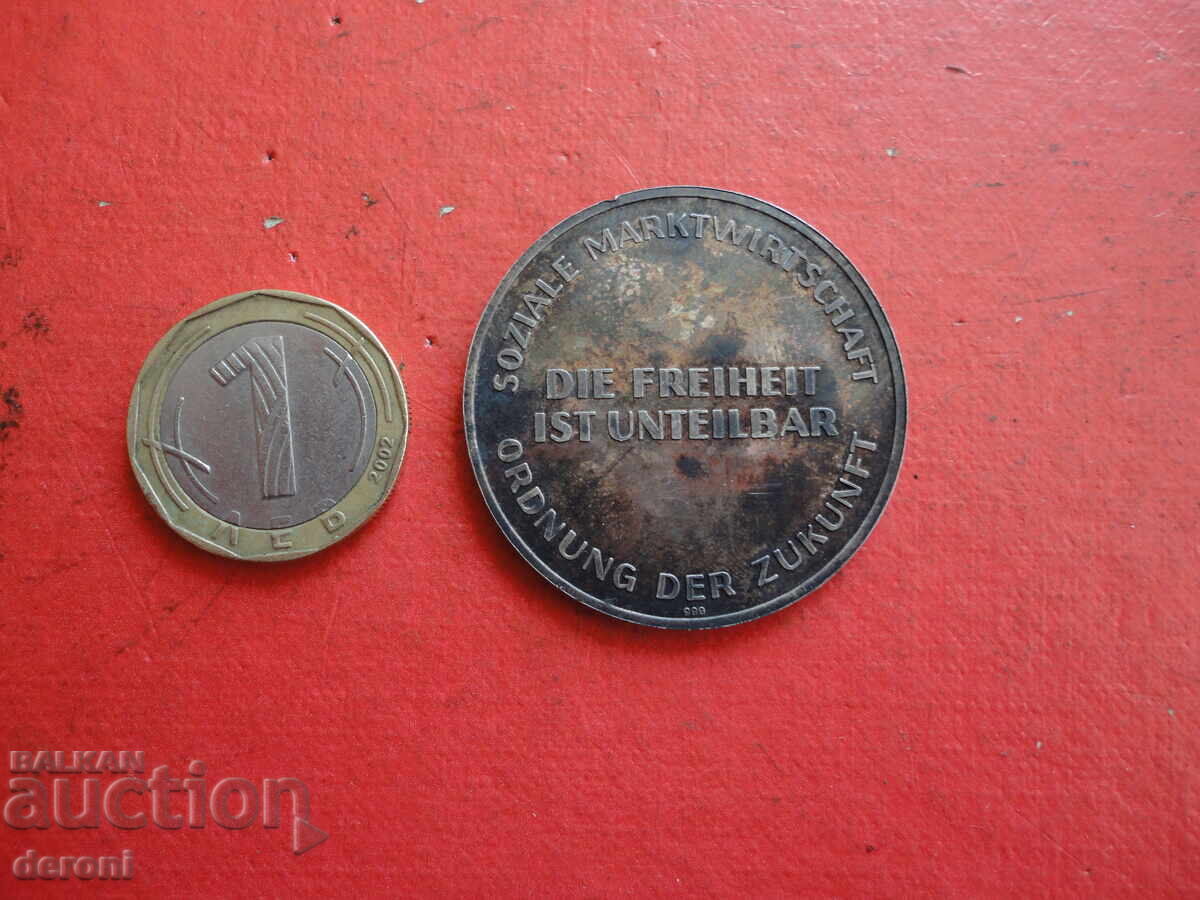 1
ЛЕВ
2002
SOZIALE MARKTWIRTSCHAFT
DIE FREIHEIT
IST UNTEILBAR
ORDNUNG DER ZUKUNFT
999
BALKAN
auction
deroni